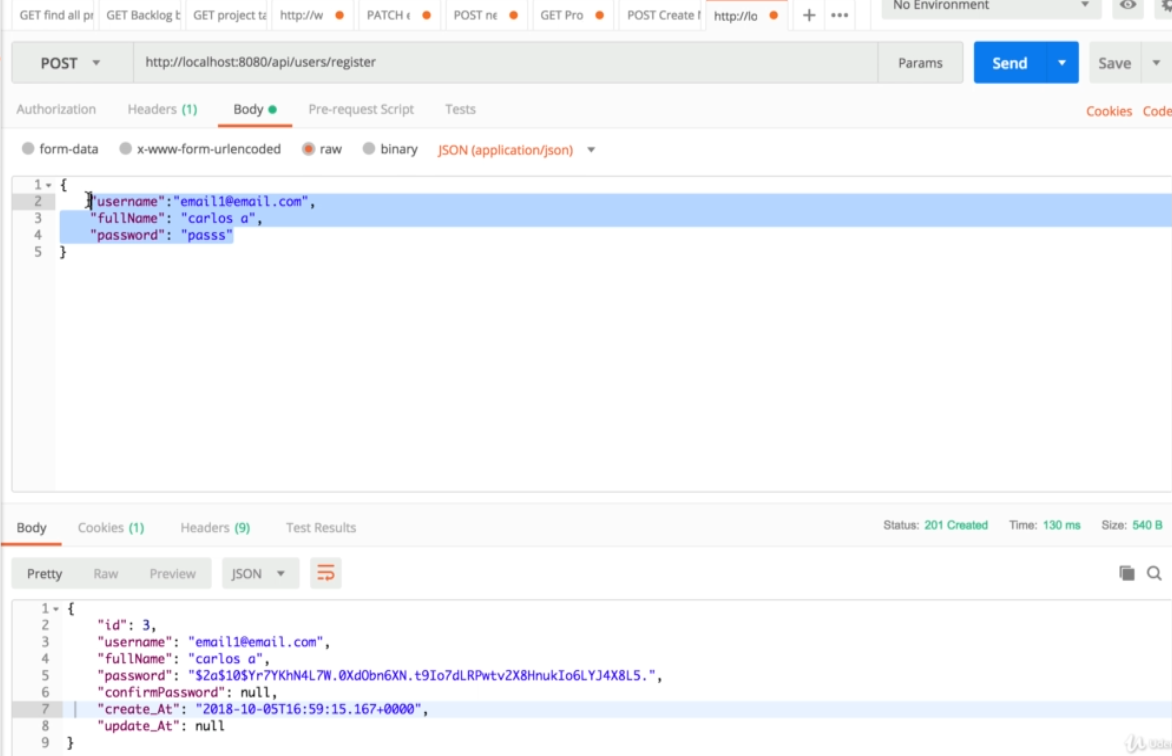 GET find all pr GET Backlog b GET project ta http://w PATCH e POST ne GET Pro POST Create http://lo + ••• No Environment
POST http://localhost:8080/api/users/register Params Send Save
Authorization Headers (1) Body Pre-request Script Tests Cookies Code
form-data x-www-form-urlencoded raw binary JSON (application/json)
1 {
2 "username":"email1@email.com",
3 "fullName": "carlos a",
4 "password": "passs"
5 }
Body Cookies (1) Headers (9) Test Results Status: 201 Created Time: 130 ms Size: 540 B
Pretty Raw Preview JSON
1 {
2 "id": 3,
3 "username": "email1@email.com",
4 "fullName": "carlos a",
5 "password": "$2a$10$Yr7YKhN4L7W.0XdObn6XN.t9Io7dLRPwtv2X8HnukIo6LYJ4X8L5.",
6 "confirmPassword": null,
7 "create_At": "2018-10-05T16:59:15.167+0000",
8 "update_At": null
9 }